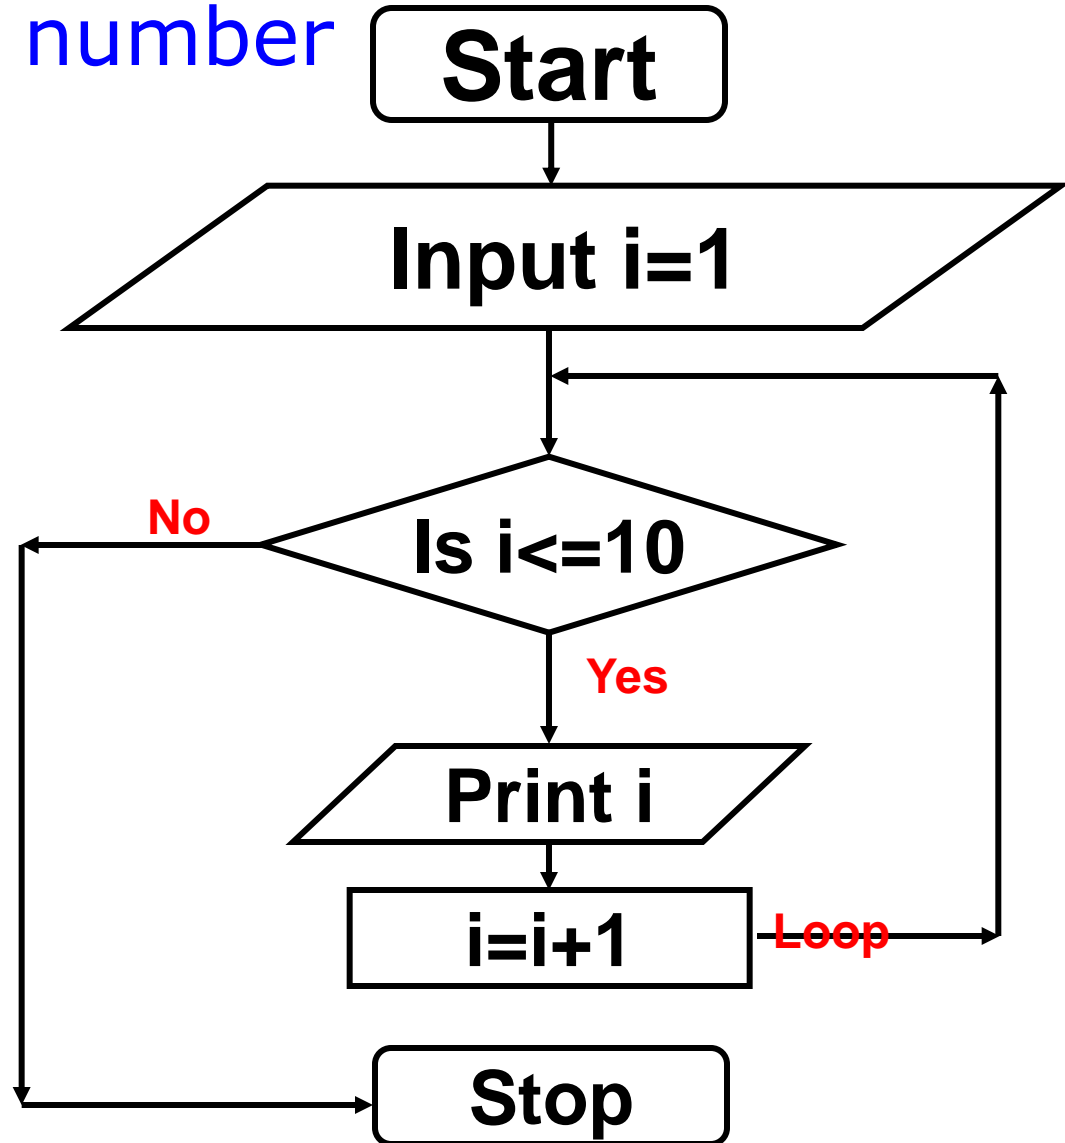 number
Start
Input i=1
No
Is i<=10
Yes
Print i
i=i+1
Loop
Stop